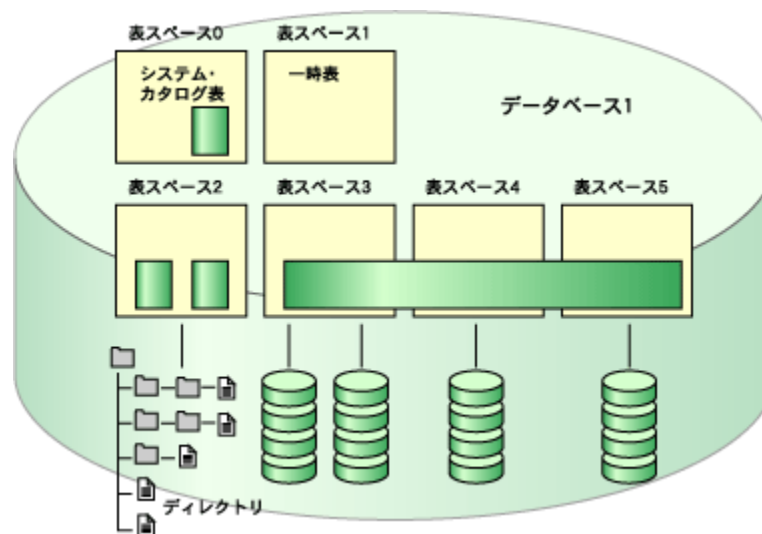 表スペース0
表スペース1
システム・
カタログ表
一時表
データベース1
表スペース2
表スペース3
表スペース4
表スペース5
ディレクトリ